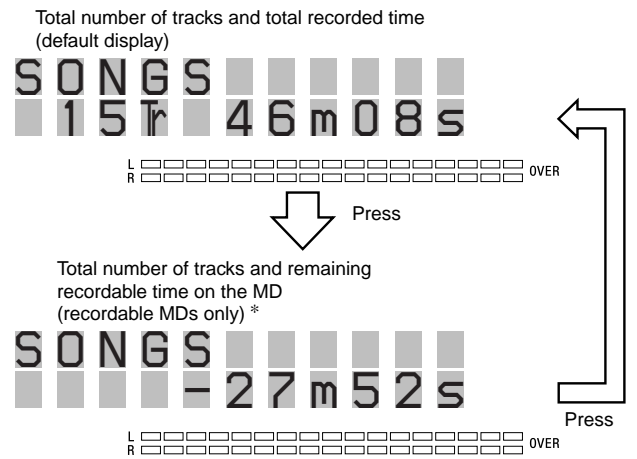 Total number of tracks and total recorded time
(default display)
SONGS
15Tr 46m08s
L
R
OVER
Press
Total number of tracks and remaining
recordable time on the MD
(recordable MDs only) *
SONGS
-27m52s
Press
L
R
OVER